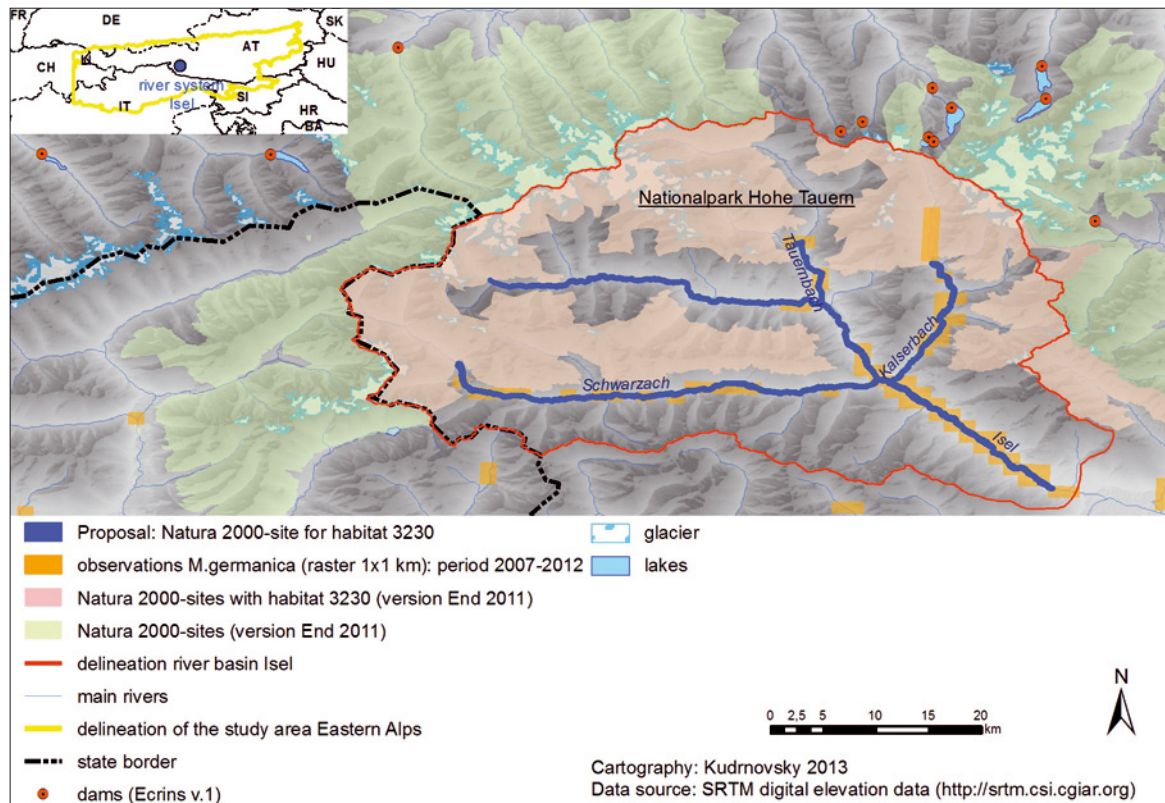 FR
DE
SK
AT
CH
LI
HU
river system
Isel
IT
SI
HR
BA
Nationalpark Hohe Tauern
Tauernbach
Kalserbach
Schwarzach
Isel
Proposal: Natura 2000-site for habitat 3230
observations M.germanica (raster 1x1 km): period 2007-2012
Natura 2000-sites with habitat 3230 (version End 2011)
Natura 2000-sites (version End 2011)
delineation river basin Isel
main rivers
delineation of the study area Eastern Alps
state border
dams (Ecrins v.1)
glacier
lakes
N
0 2,5 5 10 15 20
km
Cartography: Kudrnovsky 2013
Data source: SRTM digital elevation data (http://srtm.csi.cgiar.org)